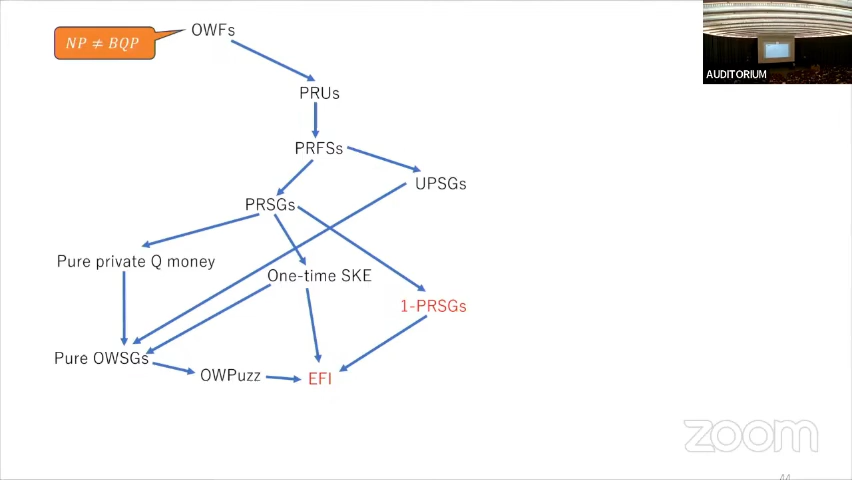 OWFs
NP ≠ BQP
AUDITORIUM
PRUs
PRFSs
UPSGs
PRSGs
Pure private Q money
One-time SKE
1-PRSGs
Pure OWSGs
OWPuzz
EFI
zoom